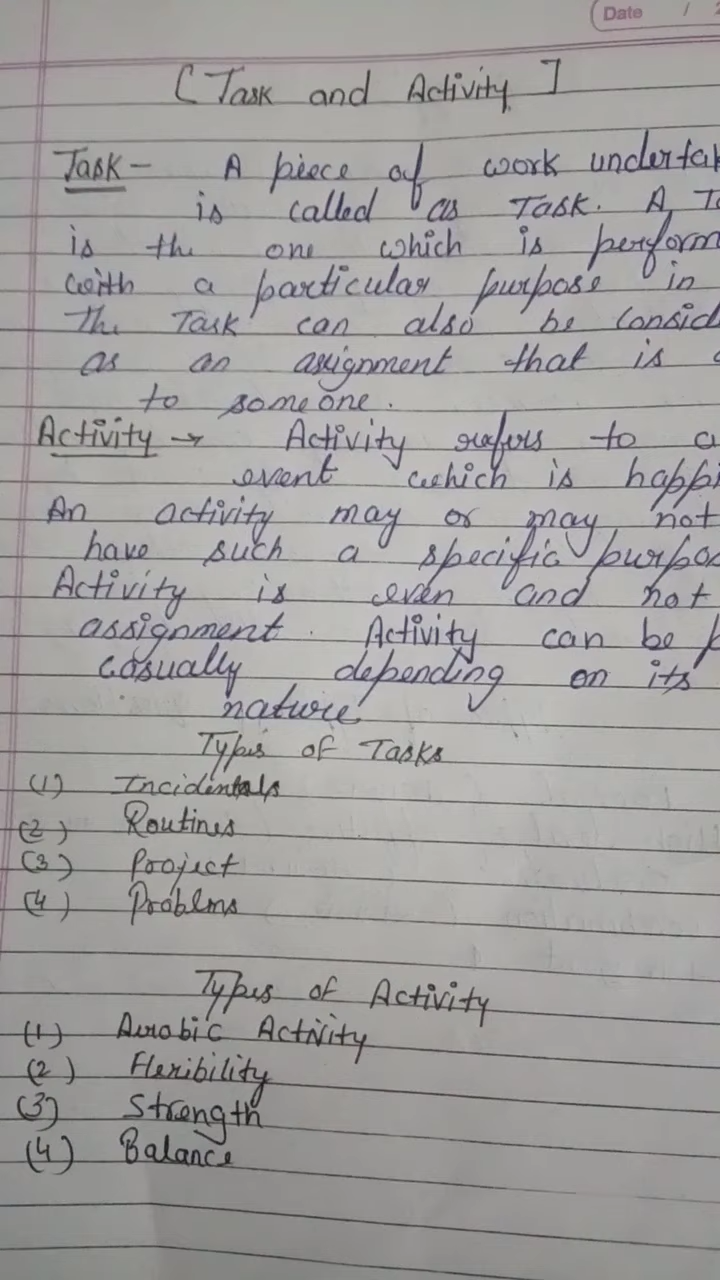 Date / 2
[Task and Activity]
Task - A piece of work undertak
is called as Task. A T
is the one which is perform
with a particular purpose in
The Task can also be consid
as an assignment that is
to someone.
Activity → Activity refers to a
event which is happ
An activity may or may not
have such a specific purpo
Activity is even and not
assignment. Activity can be p
casually depending on its
nature
Types of Tasks
(1) Incidentals
(2) Routines
(3) Project
(4) Problms
Types of Activity
(1) Aerobic Activity
(2) Flexibility
(3) Strength
(4) Balance